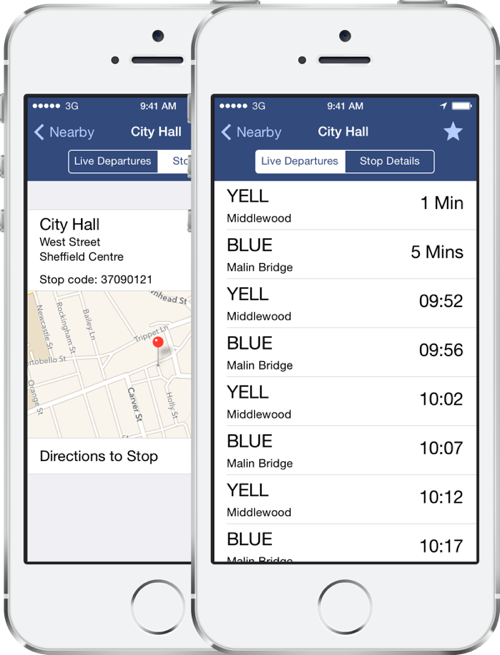 3G 9:41 AM
Nearby City Hall
Live Departures Sto
City Hall
West Street
Sheffield Centre
Stop code: 37090121
nhead St
Newcastle St
Rockingham St
Bailey Ln
Trippet Ln
rtobello St
Orange St
Carver St
Holly St
Directions to Stop
3G 9:41 AM
Nearby City Hall
Live Departures Stop Details
YELL 1 Min
Middlewood
BLUE 5 Mins
Malin Bridge
YELL 09:52
Middlewood
BLUE 09:56
Malin Bridge
YELL 10:02
Middlewood
BLUE 10:07
Malin Bridge
YELL 10:12
Middlewood
BLUE 10:17
Malin Bridge